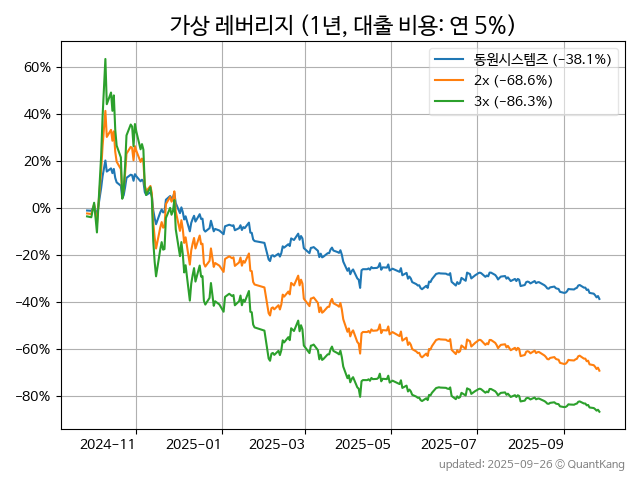 가상 레버리지 (1년, 대출 비용: 연 5%)
동원시스템즈 (-38.1%)
2x (-68.6%)
3x (-86.3%)
60%
40%
20%
0%
-20%
-40%
-60%
-80%
2024-11 2025-01 2025-03 2025-05 2025-07 2025-09
updated: 2025-09-26 © QuantKang